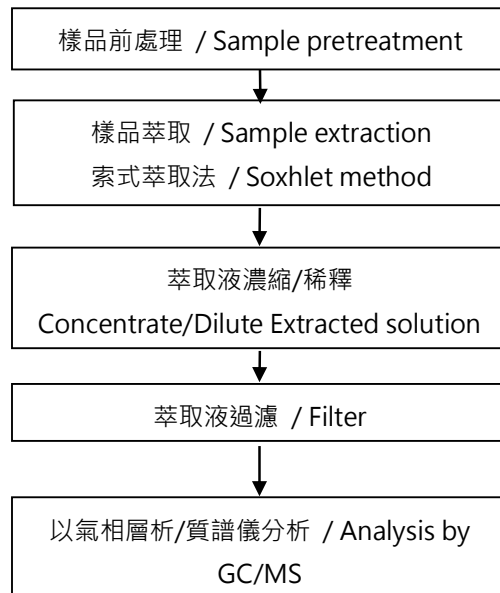 樣品前處理 / Sample pretreatment
樣品萃取 / Sample extraction
索式萃取法 / Soxhlet method
萃取液濃縮/稀釋
Concentrate/Dilute Extracted solution
萃取液過濾 / Filter
以氣相層析/質譜儀分析 / Analysis by
GC/MS